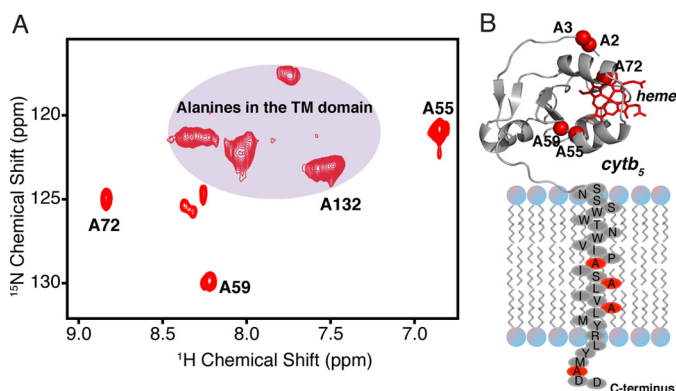 A
Alanines in the TM domain
A55
A132
A72
A59
120
125
130
9.0 8.5 8.0 7.5 7.0
¹⁵N Chemical Shift (ppm)
¹H Chemical Shift (ppm)
B
A3
A2
A72
heme
A59
A55
cytb₅
N S
S S
W W
T N
V W
I P
A
I S A
L
I V A
L
M Y
R
Y L
M
A
D D
C-terminus